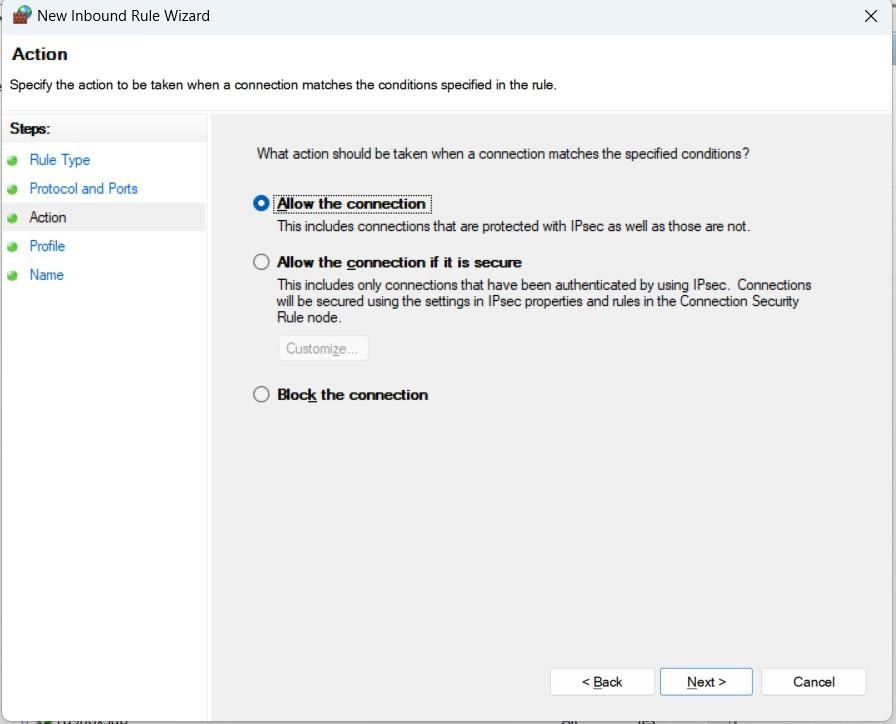 New Inbound Rule Wizard
Action
Specify the action to be taken when a connection matches the conditions specified in the rule.
Steps:
Rule Type
Protocol and Ports
Action
Profile
Name
What action should be taken when a connection matches the specified conditions?
Allow the connection
This includes connections that are protected with IPsec as well as those are not.
Allow the connection if it is secure
This includes only connections that have been authenticated by using IPsec.  Connections
will be secured using the settings in IPsec properties and rules in the Connection Security
Rule node.
Customize...
Block the connection
< Back
Next >
Cancel